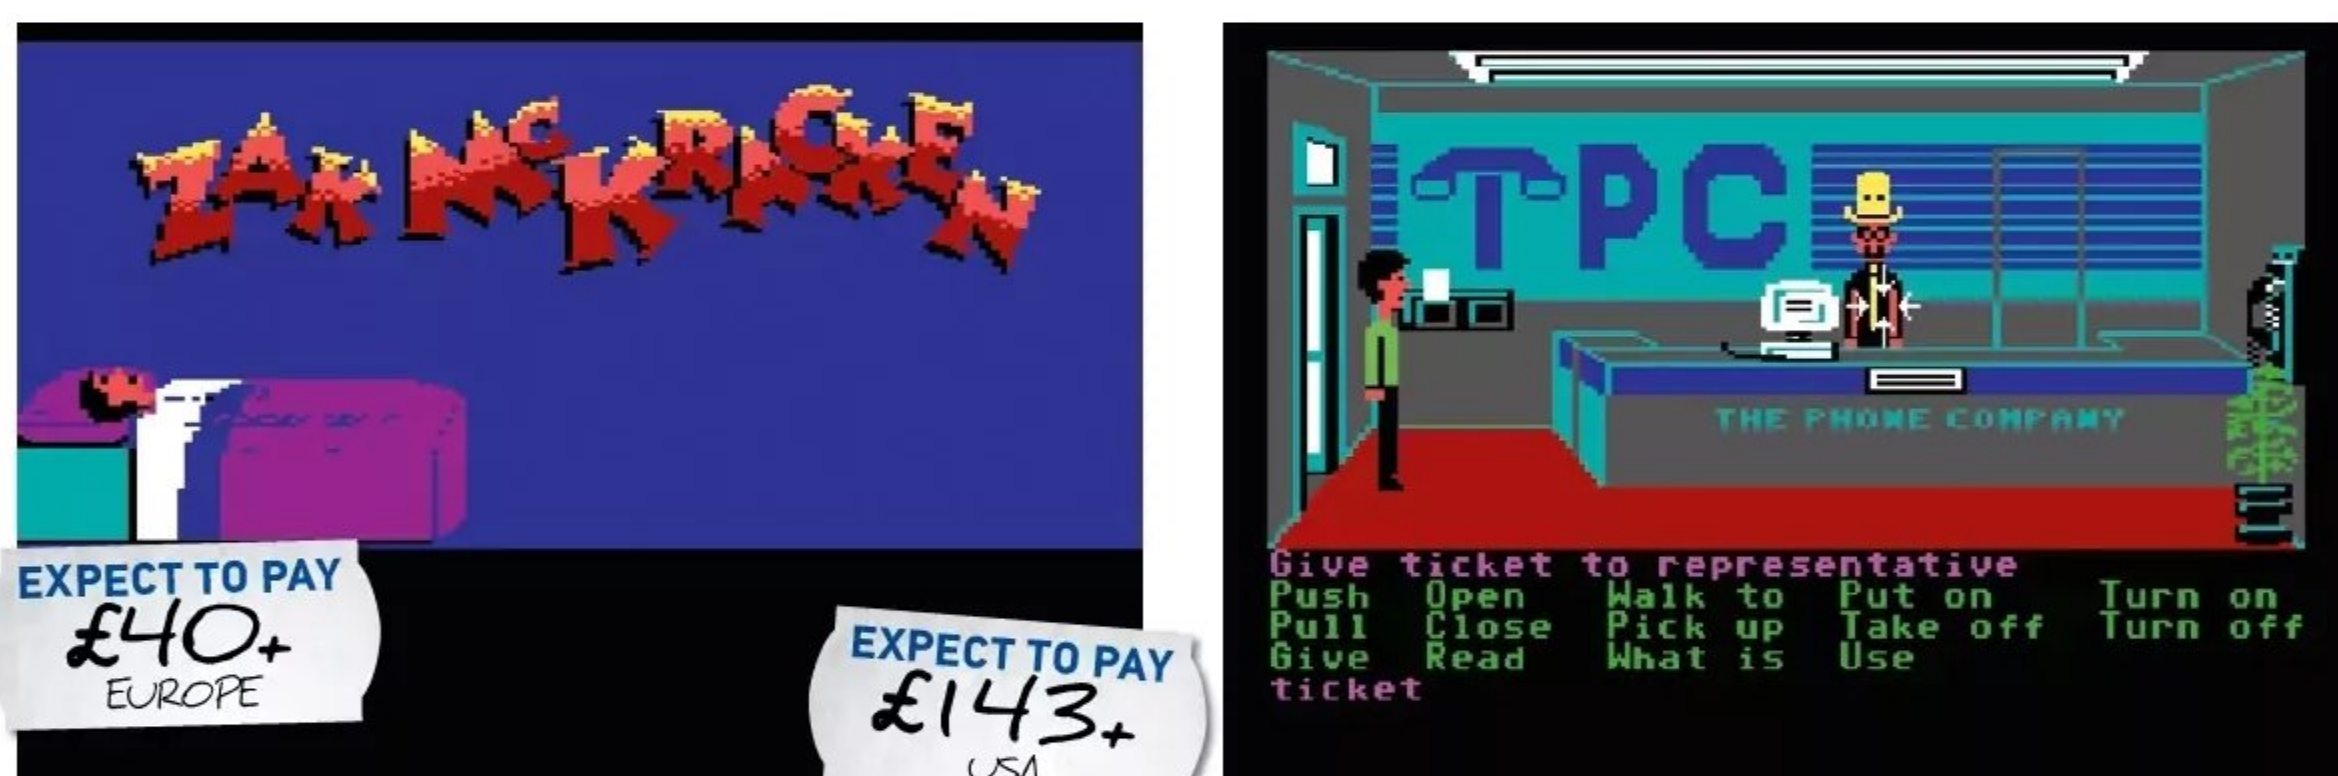 ZAK McKRACKEN
EXPECT TO PAY
£40+
EUROPE
EXPECT TO PAY
£143+
USA
TPC
THE PHONE COMPANY
Give ticket to representative
Push Open Walk to Put on Turn on
Pull Close Pick up Take off Turn off
Give Read What is Use
ticket